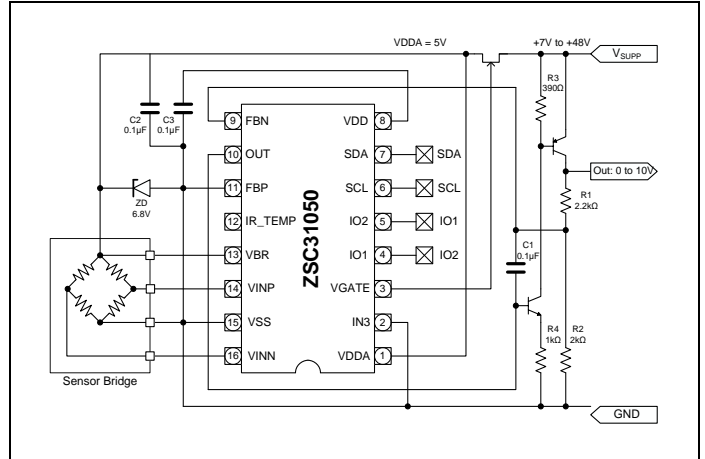 VDDA = 5V
+7V to +48V
VSUPP
R3
390Ω
C2
0.1µF
C3
0.1µF
9 FBN
VDD 8
10 OUT
SDA 7
SDA
Out: 0 to 10V
11 FBP
SCL 6
SCL
ZD
6.8V
R1
2.2kΩ
12 IR_TEMP
IO2 5
IO1
ZSC31050
13 VBR
IO1 4
IO2
C1
0.1µF
14 VINP
VGATE 3
15 VSS
IN3 2
R4
1kΩ
R2
2kΩ
16 VINN
VDDA 1
Sensor Bridge
GND